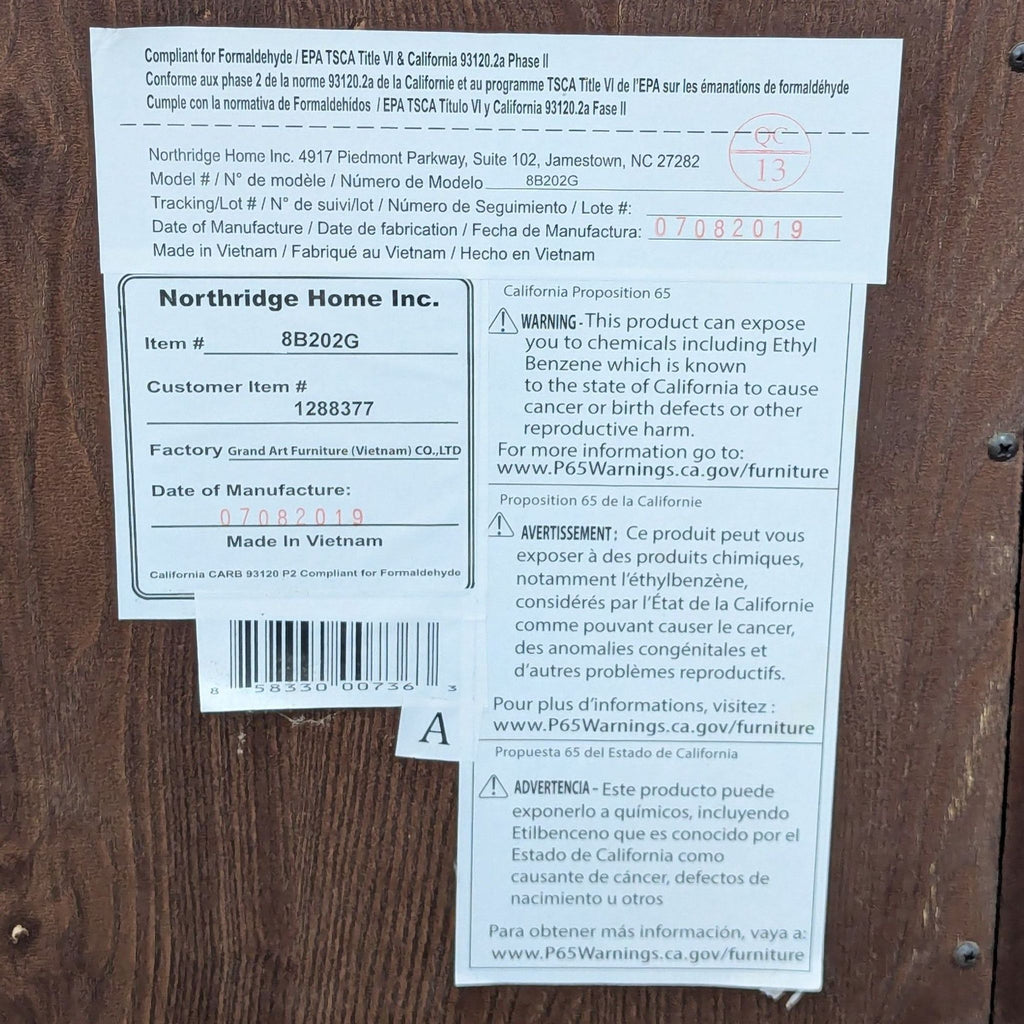 Compliant for Formaldehyde / EPA TSCA Title VI & California 93120.2a Phase II
Conforme aux phase 2 de la norme 93120.2a de la Californie et au programme TSCA Title VI de l'EPA sur les émanations de formaldéhyde
Cumple con la normativa de Formaldehídos / EPA TSCA Título VI y California 93120.2a Fase II
QC
13
Northridge Home Inc. 4917 Piedmont Parkway, Suite 102, Jamestown, NC 27282
Model # / N° de modèle / Número de Modelo 8B202G
Tracking/Lot # / N° de suivi/lot / Número de Seguimiento / Lote #:
Date of Manufacture / Date de fabrication / Fecha de Manufactura: 07082019
Made in Vietnam / Fabriqué au Vietnam / Hecho en Vietnam
Northridge Home Inc.
Item # 8B202G
Customer Item #
1288377
Factory Grand Art Furniture (Vietnam) CO.,LTD
Date of Manufacture:
07082019
Made In Vietnam
California CARB 93120 P2 Compliant for Formaldehyde
8 58330 00736 3
A
California Proposition 65
WARNING - This product can expose
you to chemicals including Ethyl
Benzene which is known
to the state of California to cause
cancer or birth defects or other
reproductive harm.
For more information go to:
www.P65Warnings.ca.gov/furniture
Proposition 65 de la Californie
AVERTISSEMENT: Ce produit peut vous
exposer à des produits chimiques,
notamment l'éthylbenzène,
considérés par l'État de la Californie
comme pouvant causer le cancer,
des anomalies congénitales et
d'autres problèmes reproductifs.
Pour plus d'informations, visitez :
www.P65Warnings.ca.gov/furniture
Propuesta 65 del Estado de California
ADVERTENCIA - Este producto puede
exponerlo a químicos, incluyendo
Etilbenceno que es conocido por el
Estado de California como
causante de cáncer, defectos de
nacimiento u otros
Para obtener más información, vaya a:
www.P65Warnings.ca.gov/furniture